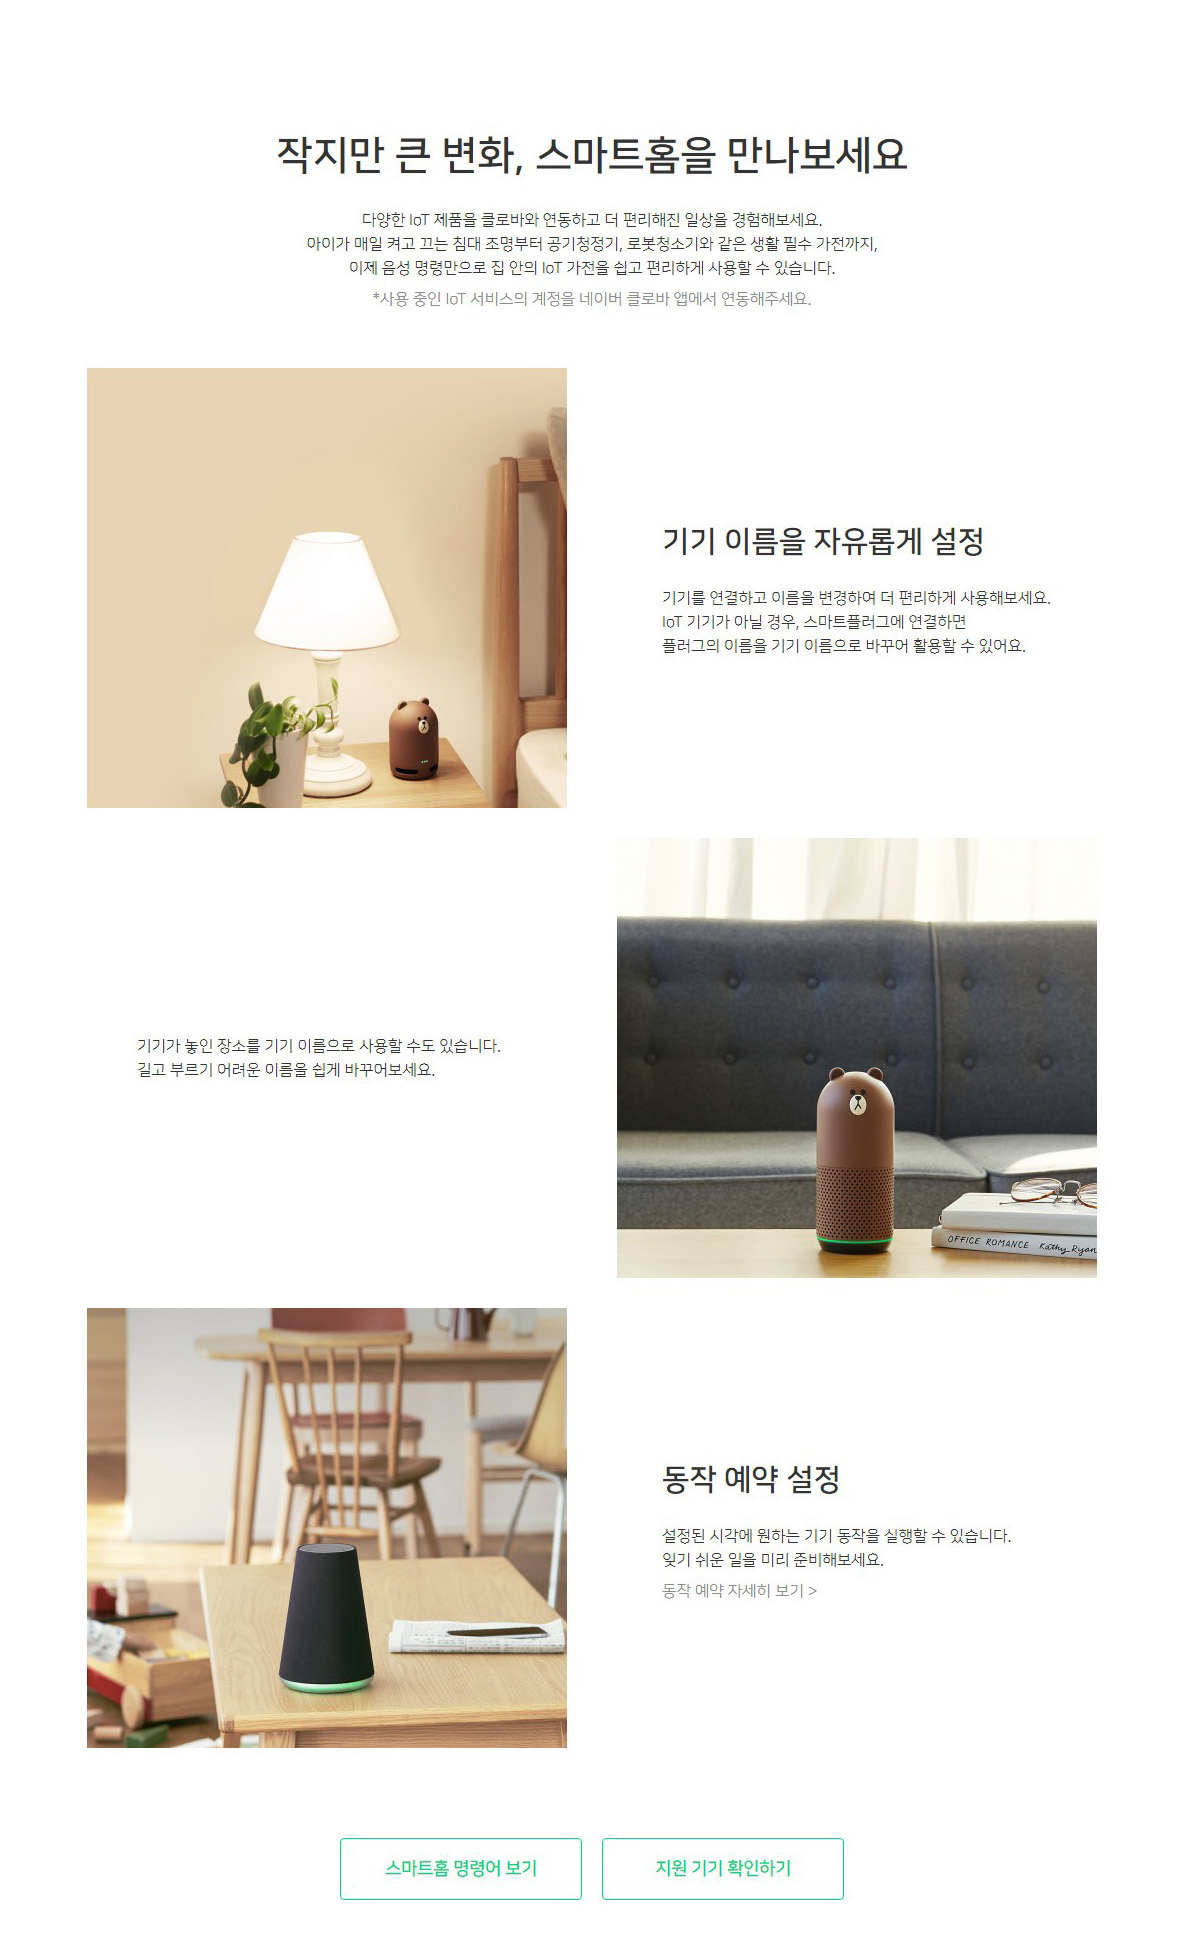 작지만 큰 변화, 스마트홈을 만나보세요
다양한 IoT 제품을 클로바와 연동하고 더 편리해진 일상을 경험해보세요.
아이가 매일 켜고 끄는 침대 조명부터 공기청정기, 로봇청소기와 같은 생활 필수 가전까지,
이제 음성 명령만으로 집 안의 IoT 가전을 쉽고 편리하게 사용할 수 있습니다.
*사용 중인 IoT 서비스의 계정을 네이버 클로바 앱에서 연동해주세요.
기기 이름을 자유롭게 설정
기기를 연결하고 이름을 변경하여 더 편리하게 사용해보세요.
IoT 기기가 아닐 경우, 스마트플러그에 연결하면
플러그의 이름을 기기 이름으로 바꾸어 활용할 수 있어요.
기기가 놓인 장소를 기기 이름으로 사용할 수도 있습니다.
길고 부르기 어려운 이름을 쉽게 바꾸어보세요.
OFFICE ROMANCE Kathy Ryan
동작 예약 설정
설정된 시각에 원하는 기기 동작을 실행할 수 있습니다.
잊기 쉬운 일을 미리 준비해보세요.
동작 예약 자세히 보기 >
스마트홈 명령어 보기
지원 기기 확인하기